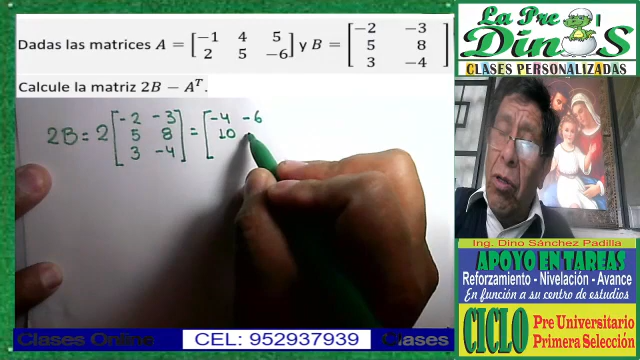 Dadas las matrices A = [ -1 4 5 ; 2 5 -6 ] y B = [ -2 -3 ; 5 8 ; 3 -4 ]
Calcule la matriz 2B − Aᵀ.
2B = 2 [ -2 -3 ; 5 8 ; 3 -4 ] = [ -4 -6 ; 10
La Pre
DinoS
CLASES PERSONALIZADAS
Ing. Dino Sánchez Padilla
APOYO EN TAREAS
Reforzamiento - Nivelación - Avance
En función a su centro de estudios
CICLO Pre Universitario
Primera Selección
Clases Online CEL: 952937939 Clases